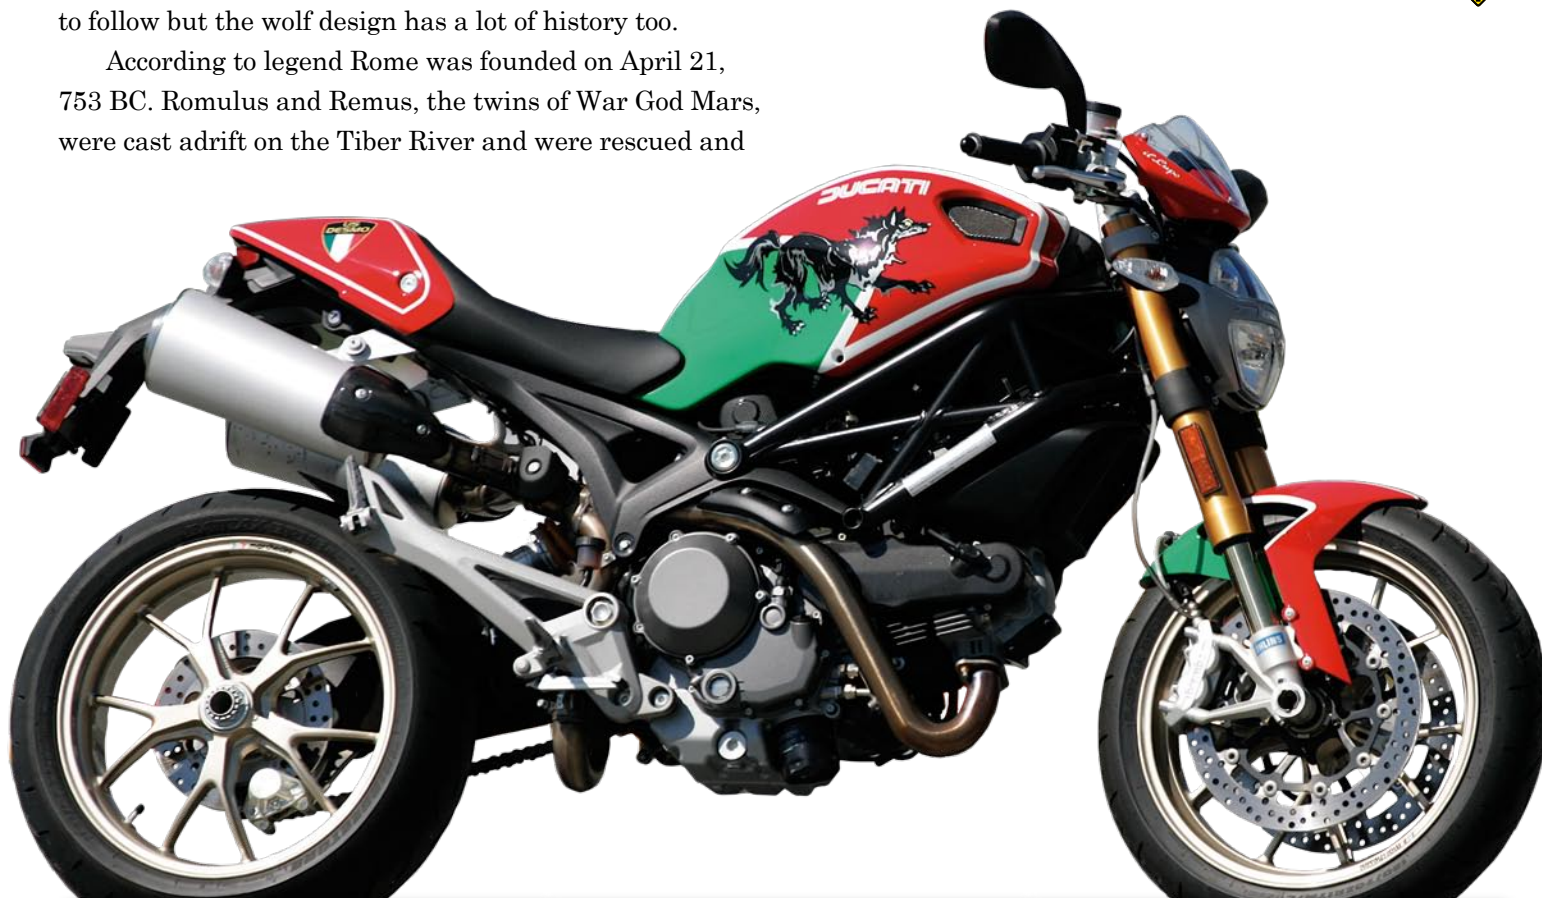 to follow but the wolf design has a lot of history too.
According to legend Rome was founded on April 21,
753 BC. Romulus and Remus, the twins of War God Mars,
were cast adrift on the Tiber River and were rescued and
il Lupo
DUCATI
DESMO